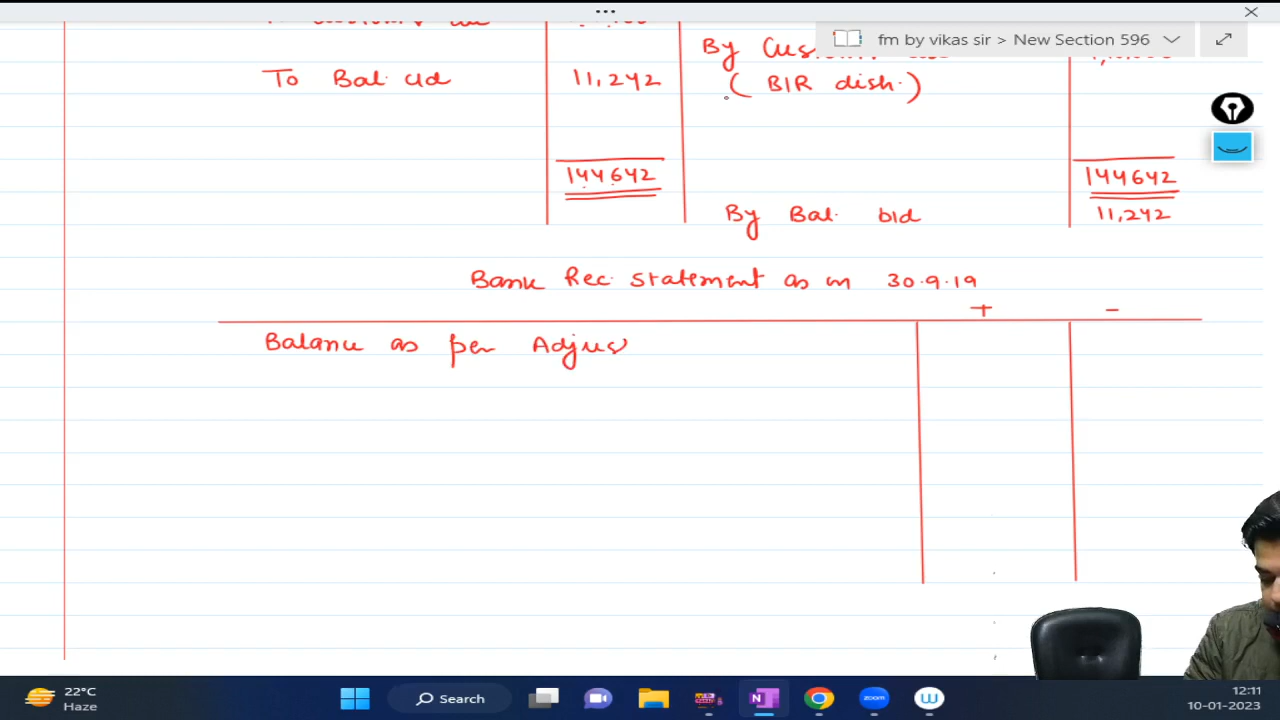 fm by vikas sir > New Section 596
By
To Bal c/d 11,242 ( B/R dish.)
144642 144642
By Bal. b/d 11,242
Bank Rec. statement as on 30.9.19
+ -
Balance as per Adjus
22°C
Haze
Search
12:11
10-01-2023